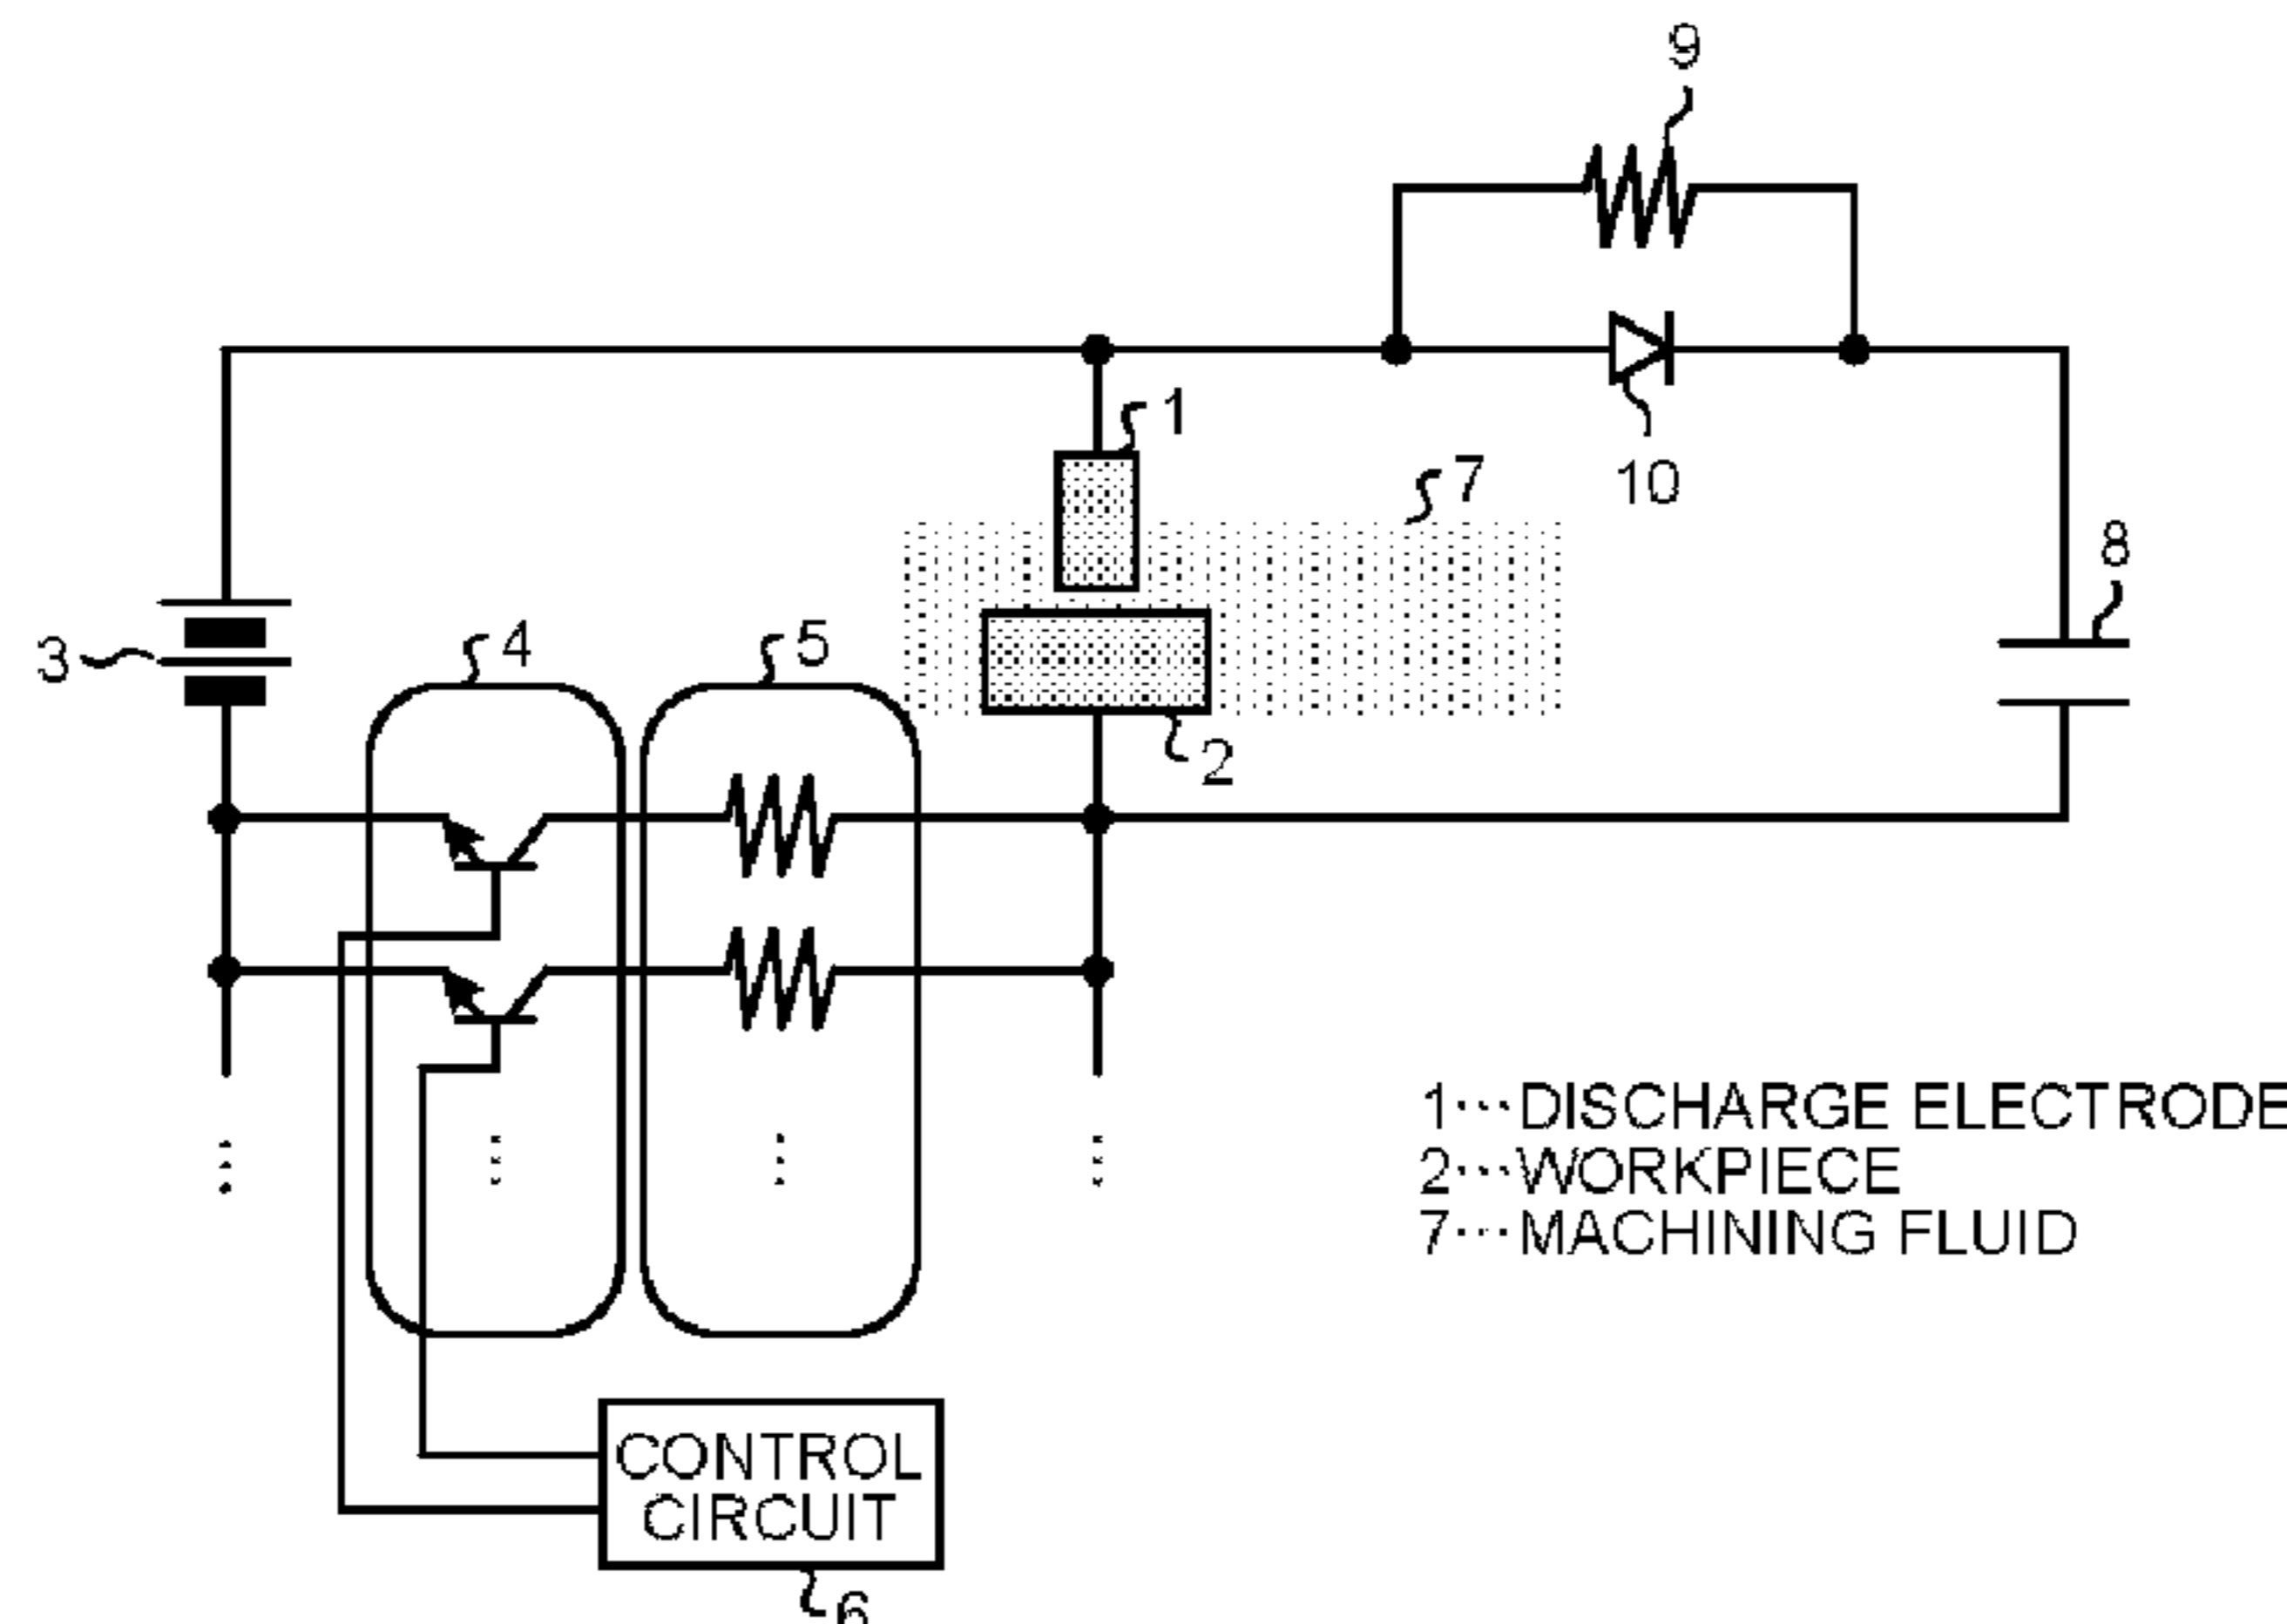 9
1
7
10
8
3
4
5
2
1···DISCHARGE ELECTRODE
2···WORKPIECE
7···MACHINING FLUID
CONTROL
CIRCUIT
6